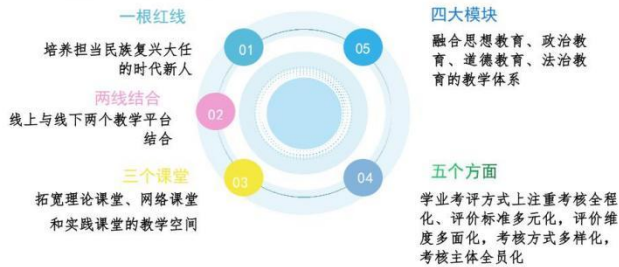 一根红线
培养担当民族复兴大任
的时代新人
01
两线结合
线上与线下两个教学平台
结合
02
三个课堂
拓宽理论课堂、网络课堂
和实践课堂的教学空间
03
四大模块
融合思想教育、政治教
育、道德教育、法治教
育的教学体系
05
五个方面
学业考评方式上注重考核全程
化、评价标准多元化，评价维
度多面化，考核方式多样化，
考核主体全员化
04